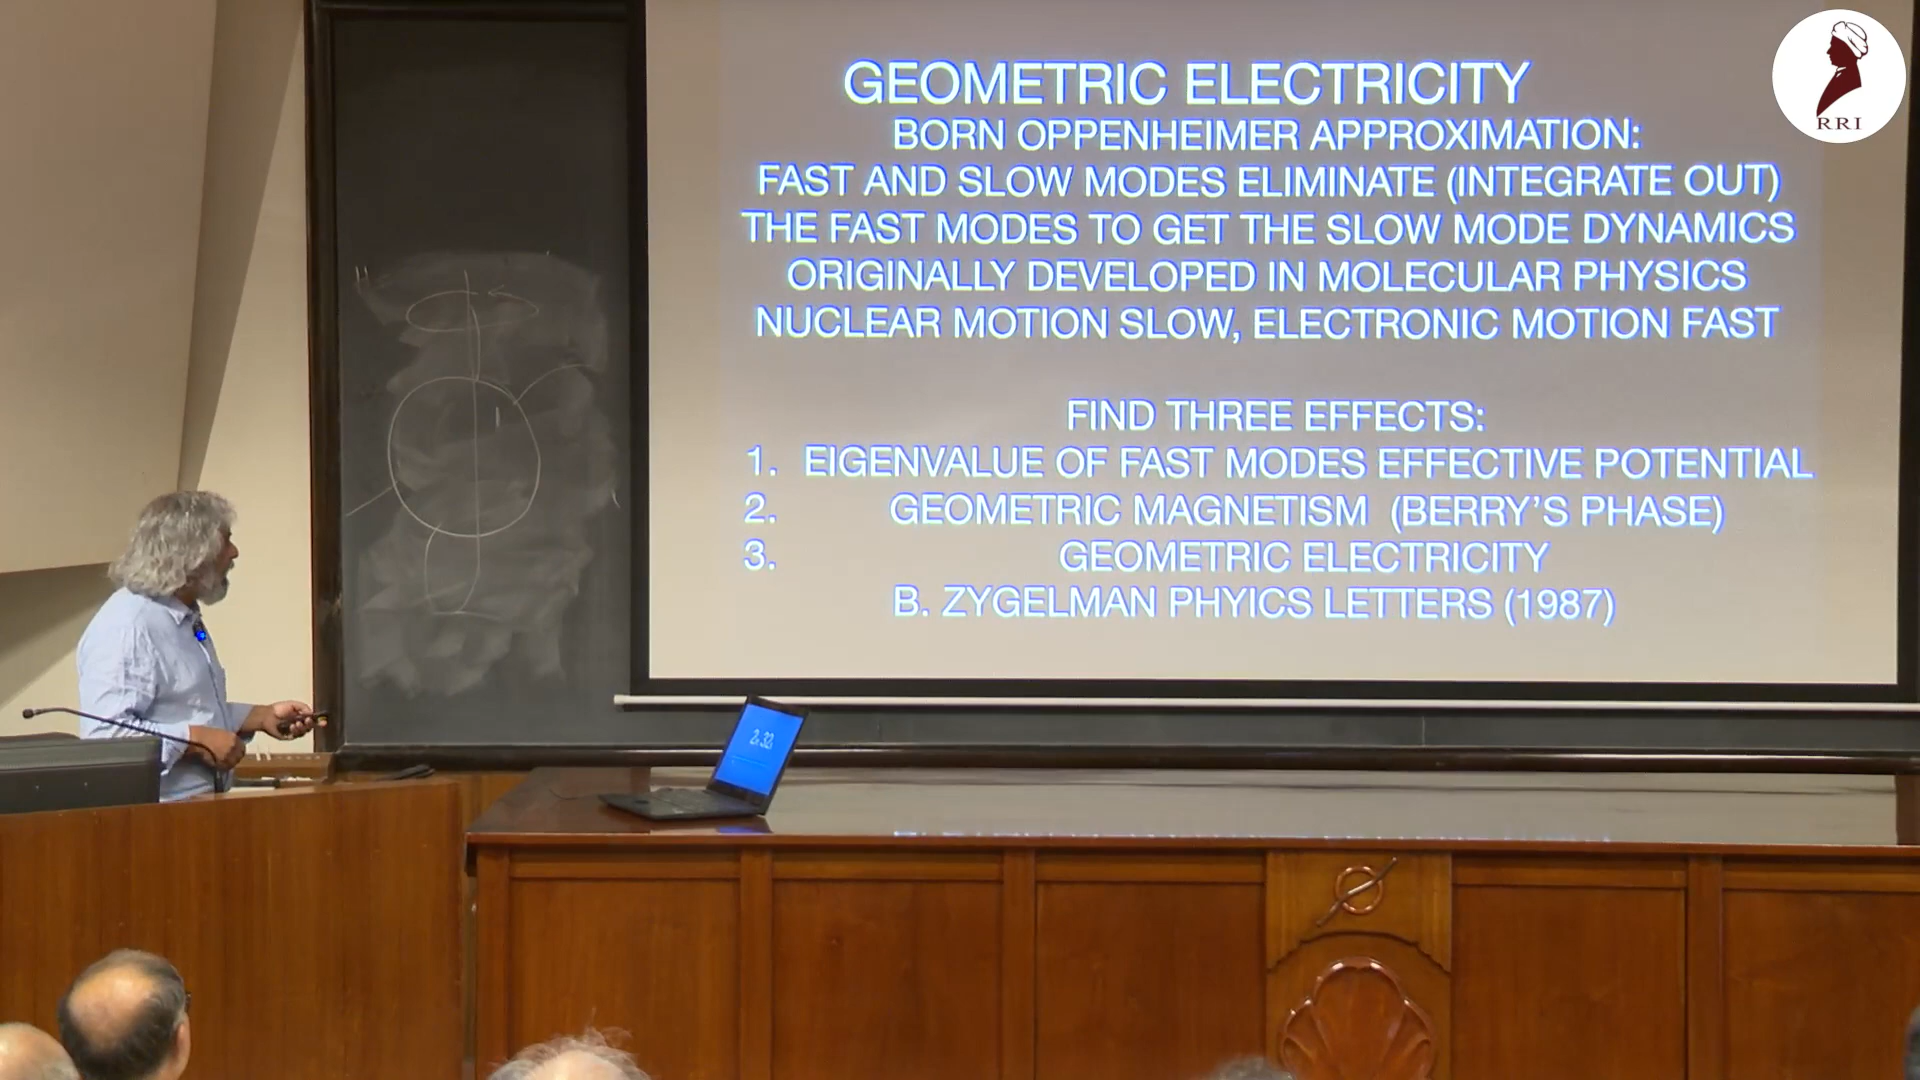 GEOMETRIC ELECTRICITY
BORN OPPENHEIMER APPROXIMATION:
FAST AND SLOW MODES ELIMINATE (INTEGRATE OUT)
THE FAST MODES TO GET THE SLOW MODE DYNAMICS
ORIGINALLY DEVELOPED IN MOLECULAR PHYSICS
NUCLEAR MOTION SLOW, ELECTRONIC MOTION FAST
FIND THREE EFFECTS:
1. EIGENVALUE OF FAST MODES EFFECTIVE POTENTIAL
2. GEOMETRIC MAGNETISM (BERRY'S PHASE)
3. GEOMETRIC ELECTRICITY
B. ZYGELMAN PHYICS LETTERS (1987)
RRI
2:32